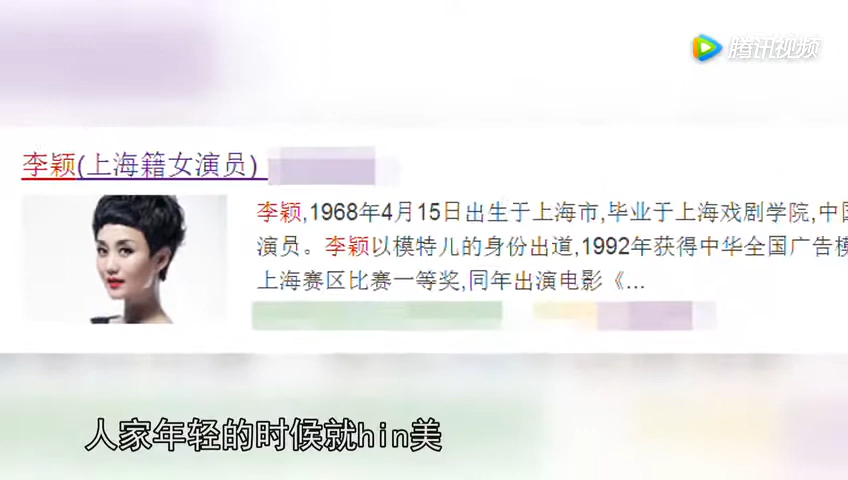 腾讯视频
李颖(上海籍女演员)
李颖,1968年4月15日出生于上海市,毕业于上海戏剧学院,中国
演员。李颖以模特儿的身份出道,1992年获得中华全国广告模
上海赛区比赛一等奖,同年出演电影《...
人家年轻的时候就hin美